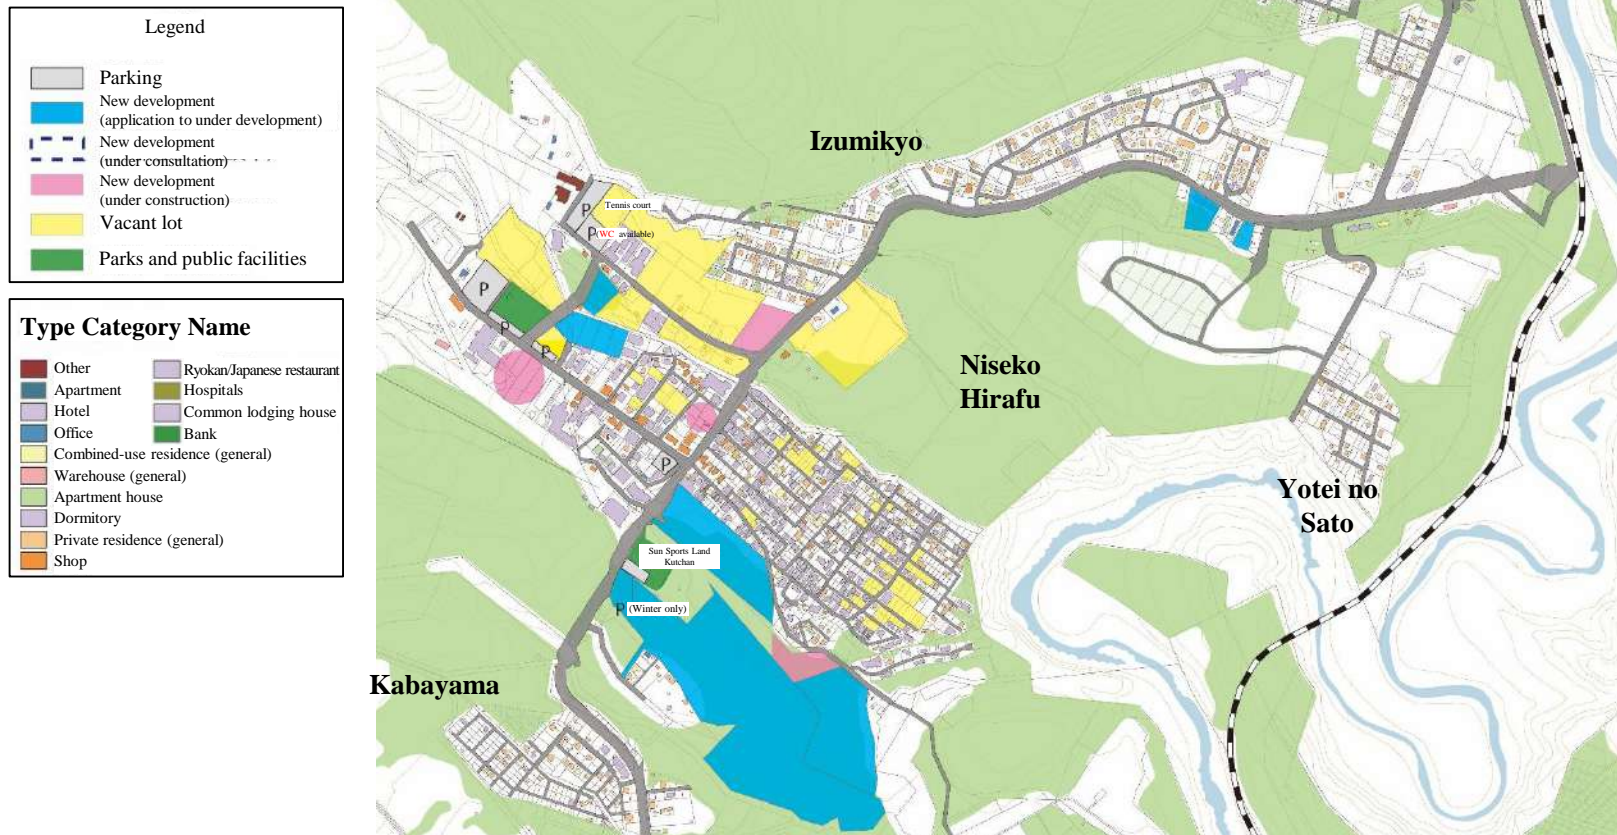 Legend
Parking
New development
(application to under development)
New development
(under consultation)
New development
(under construction)
Vacant lot
Parks and public facilities
Type Category Name
Other
Apartment
Hotel
Office
Ryokan/Japanese restaurant
Hospitals
Common lodging house
Bank
Combined-use residence (general)
Warehouse (general)
Apartment house
Dormitory
Private residence (general)
Shop
Izumikyo
P
Tennis court
P
(WC available)
P
P
P
Niseko
Hirafu
P
Yotei no
Sato
Sun Sports Land
Kutchan
P
(Winter only)
Kabayama